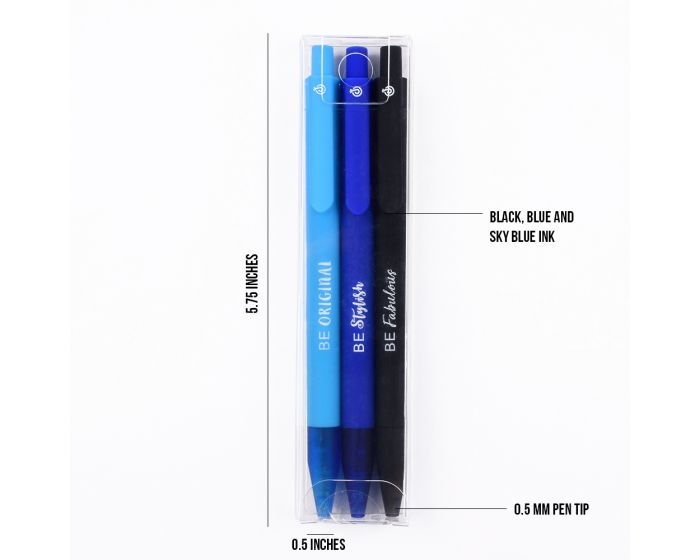 BLACK, BLUE AND
SKY BLUE INK
5.75 INCHES
BE ORIGINAL
BE Stylish
BE Fabulous
0.5 MM PEN TIP
0.5 INCHES